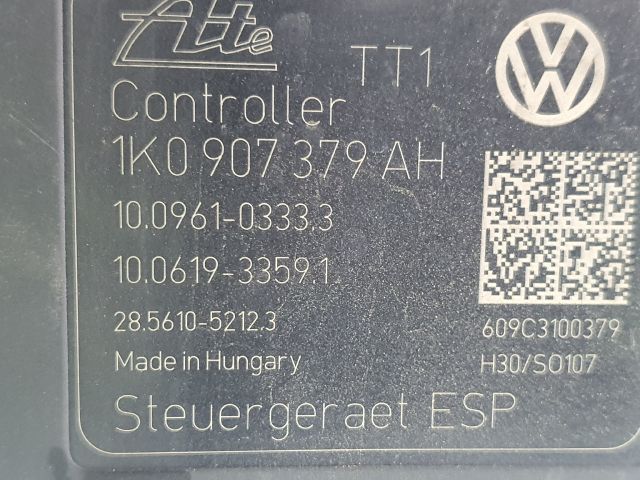 Ate
TT1
Controller
1K0 907 379 AH
10.0961-0333.3
10.0619-3359.1
28.5610-5212.3
609C3100379
Made in Hungary
H30/SO107
Steuergeraet ESP